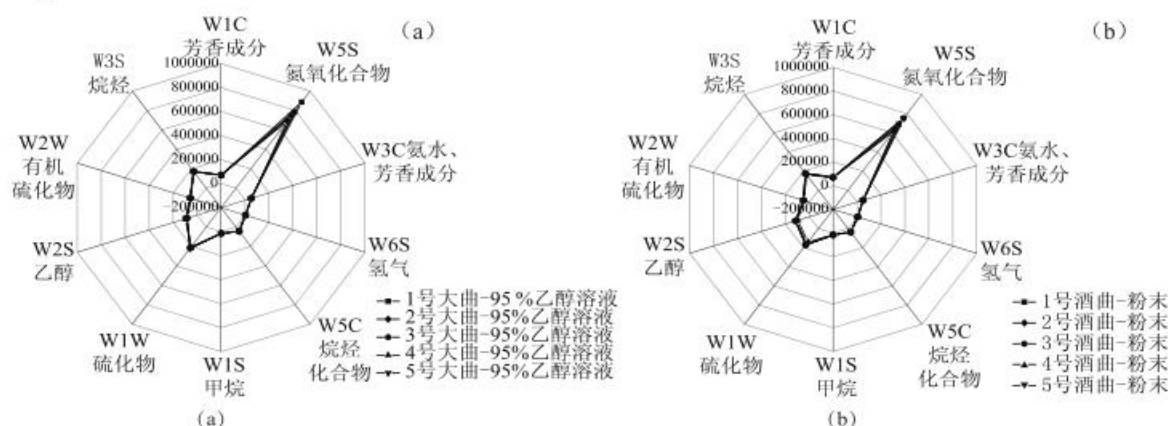 W1C
芳香成分
(a)
W5S
氮氧化合物
W3S
烷烃
1000000
800000
600000
400000
200000
0
-200000
W2W
有机
硫化物
W3C氨水、
芳香成分
W2S
乙醇
W6S
氢气
W1W
硫化物
W1S
甲烷
W5C
烷烃
化合物
1号大曲-95%乙醇溶液
2号大曲-95%乙醇溶液
3号大曲-95%乙醇溶液
4号大曲-95%乙醇溶液
5号大曲-95%乙醇溶液
(a)
W1C
芳香成分
(b)
W5S
氮氧化合物
W3S
烷烃
1000000
800000
600000
400000
200000
0
-200000
W2W
有机
硫化物
W3C氨水、
芳香成分
W2S
乙醇
W6S
氢气
W1W
硫化物
W1S
甲烷
W5C
烷烃
化合物
1号酒曲-粉末
2号酒曲-粉末
3号酒曲-粉末
4号酒曲-粉末
5号酒曲-粉末
(b)